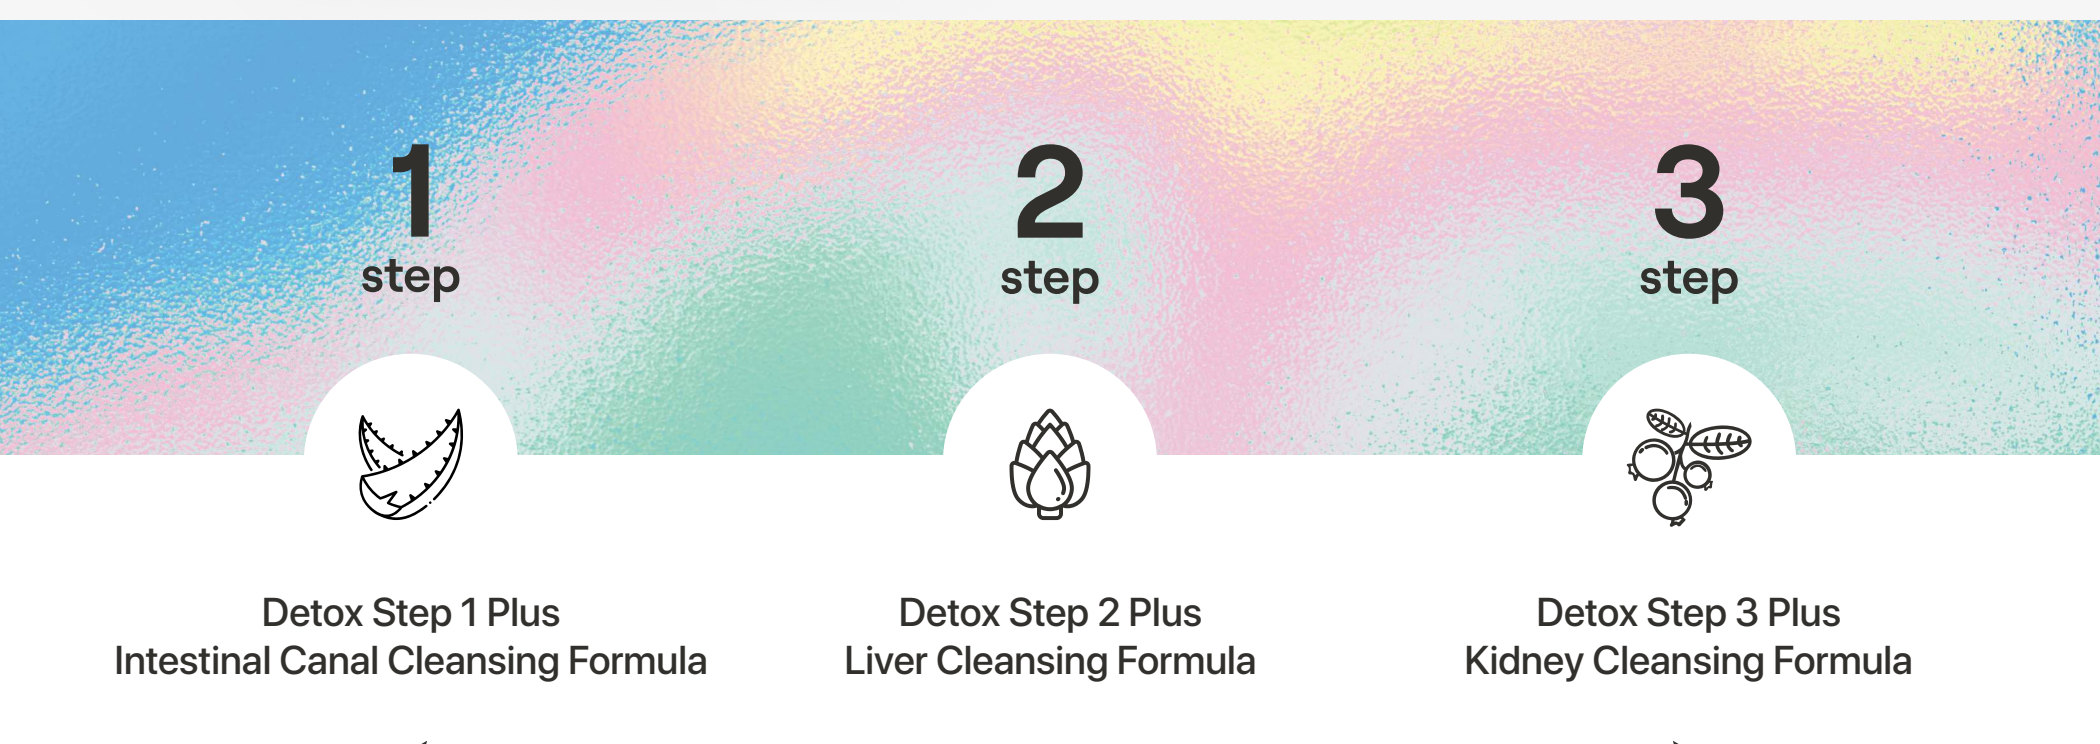 1
step
2
step
3
step
Detox Step 1 Plus
Intestinal Canal Cleansing Formula
Detox Step 2 Plus
Liver Cleansing Formula
Detox Step 3 Plus
Kidney Cleansing Formula